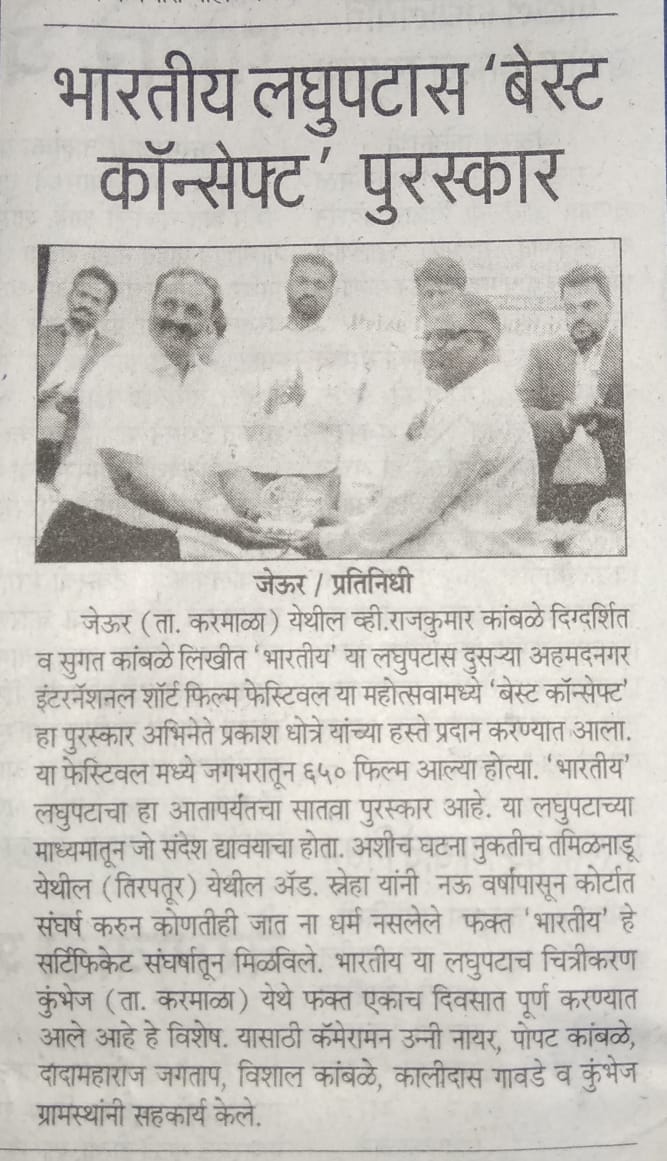 भारतीय लघुपटास ‘बेस्ट
कॉन्सेफ्ट’ पुरस्कार
जेऊर / प्रतिनिधी
जेऊर (ता. करमाळा) येथील व्ही.राजकुमार कांबळे दिग्दर्शित
व सुगत कांबळे लिखीत ‘भारतीय’ या लघुपटास दुसऱ्या अहमदनगर
इंटरनॅशनल शॉर्ट फिल्म फेस्टिवल या महोत्सवामध्ये ‘बेस्ट कॉन्सेफ्ट’
हा पुरस्कार अभिनेते प्रकाश धोत्रे यांच्या हस्ते प्रदान करण्यात आला.
या फेस्टिवल मध्ये जगभरातून ६५० फिल्म आल्या होत्या. ‘भारतीय’
लघुपटाचा हा आतापर्यंतचा सातवा पुरस्कार आहे. या लघुपटाच्या
माध्यमातून जो संदेश द्यावयाचा होता. अशीच घटना नुकतीच तमिळनाडू
येथील (तिरपतूर) येथील ॲड. स्नेहा यांनी नऊ वर्षापासून कोर्टात
संघर्ष करुन कोणतीही जात ना धर्म नसलेले फक्त ‘भारतीय’ हे
सर्टिफिकेट संघर्षातून मिळविले. भारतीय या लघुपटाच चित्रीकरण
कुंभेज (ता. करमाळा) येथे फक्त एकाच दिवसात पूर्ण करण्यात
आले आहे हे विशेष. यासाठी कॅमेरामन उन्नी नायर, पोपट कांबळे,
दादामहाराज जगताप, विशाल कांबळे, कालीदास गावडे व कुंभेज
ग्रामस्थांनी सहकार्य केले.